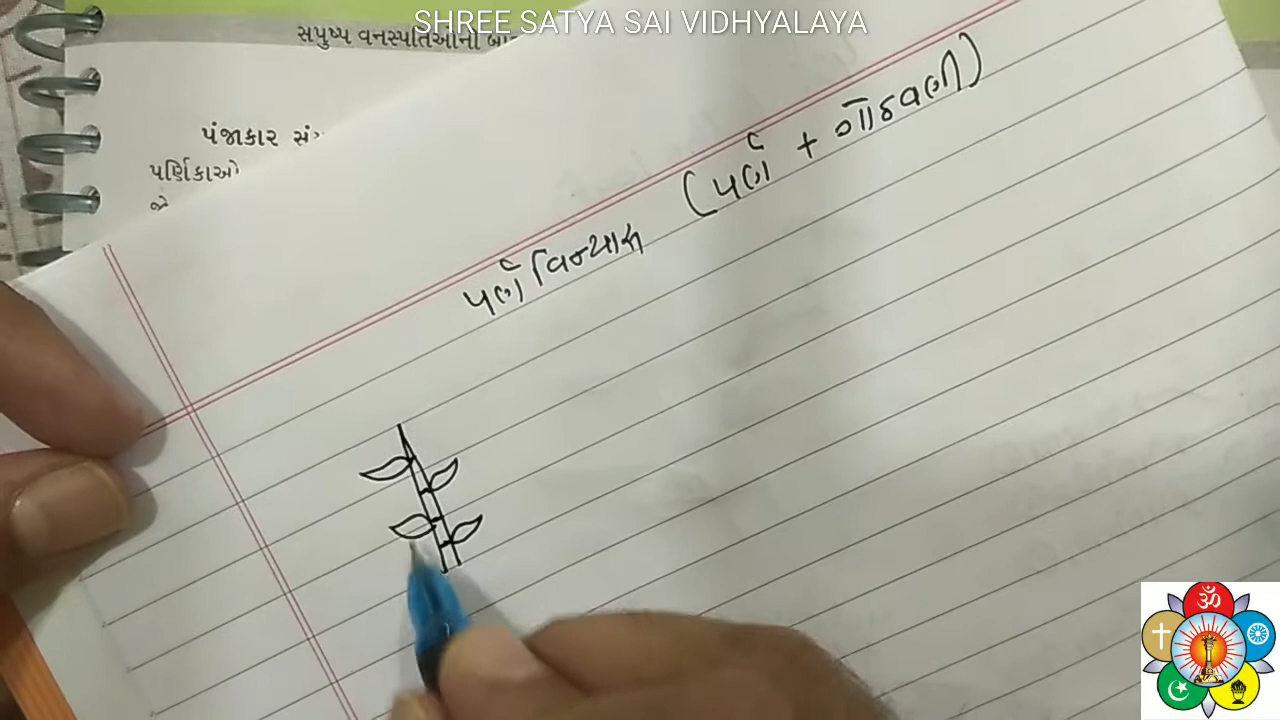 SHREE SATYA SAI VIDHYALAYA
સપુષ્પ વનસ્પતિઓની
પંજાકાર
પર્ણિકાઓ
જે
પર્ણવિન્યાસ (પર્ણ + ગોઠવણી)